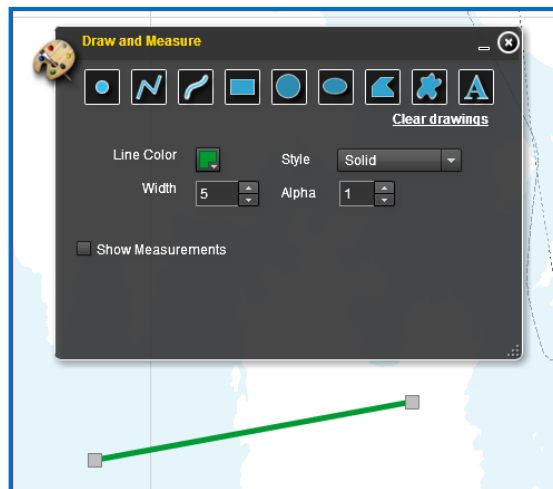 Draw and Measure
A
Clear drawings
Line Color Style Solid
Width 5 Alpha 1
Show Measurements